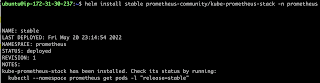 ubuntu@ip-172-31-30-237:~$ helm install stable prometheus-community/kube-prometheus-stack -n prometheus
NAME: stable
LAST DEPLOYED: Fri May 20 23:14:54 2022
NAMESPACE: prometheus
STATUS: deployed
REVISION: 1
NOTES:
kube-prometheus-stack has been installed. Check its status by running:
kubectl --namespace prometheus get pods -l "release=stable"